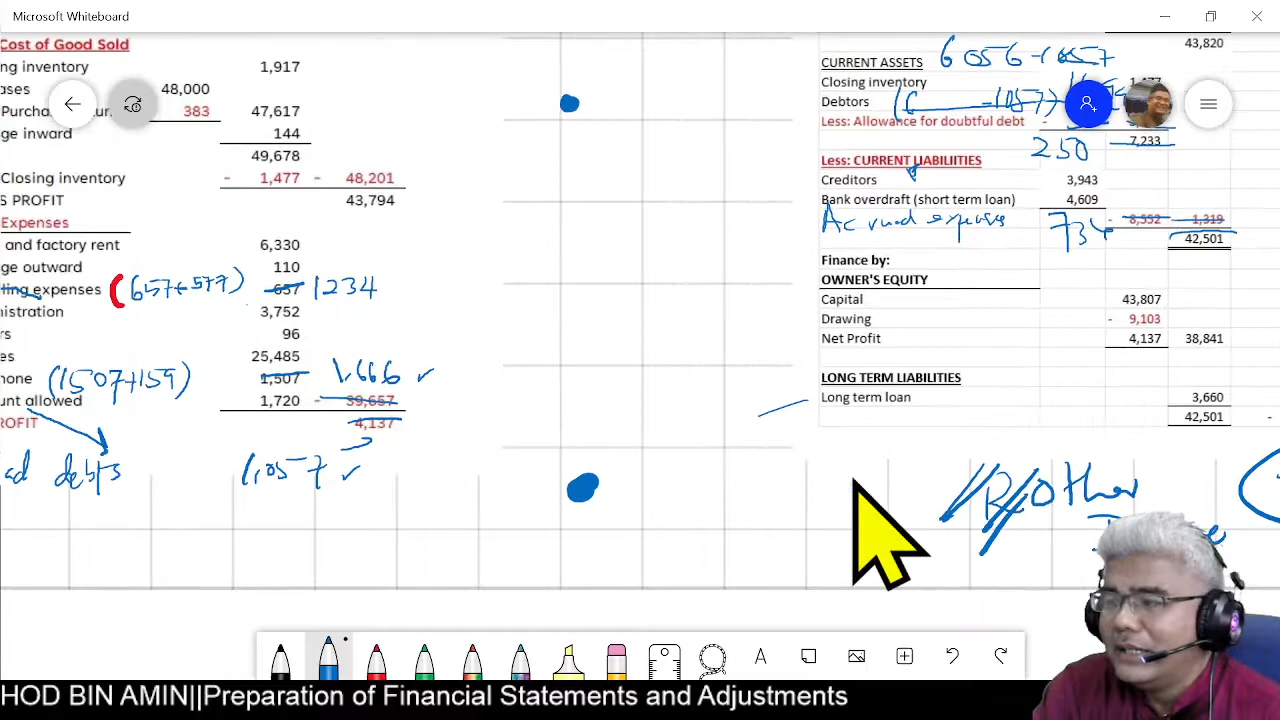 Microsoft Whiteboard
Cost of Good Sold
ng inventory 1,917
ases 48,000
Purcha 383 47,617
ge inward 144
49,678
Closing inventory - 1,477 - 48,201
S PROFIT 43,794
Expenses
and factory rent 6,330
ge outward 110
ling expenses (657+577) 657 1234
ministration 3,752
rs 96
es 25,485
hone (1507+159) 1,507 1,666 ✓
unt allowed 1,720 - 39,657
ROFIT 4,137
ad debts 1,057 ✓
43,820
6056-1057
CURRENT ASSETS
Closing inventory
Debtors
Less: Allowance for doubtful debt -
250 7,233
Less: CURRENT LIABILIITIES
Creditors 3,943
Bank overdraft (short term loan) 4,609
Accrued expenses 734 - 8,552 1,319
42,501
Finance by:
OWNER'S EQUITY
Capital 43,807
Drawing - 9,103
Net Profit 4,137 38,841
LONG TERM LIABILITIES
Long term loan 3,660
42,501 -
Other
HOD BIN AMIN||Preparation of Financial Statements and Adjustments